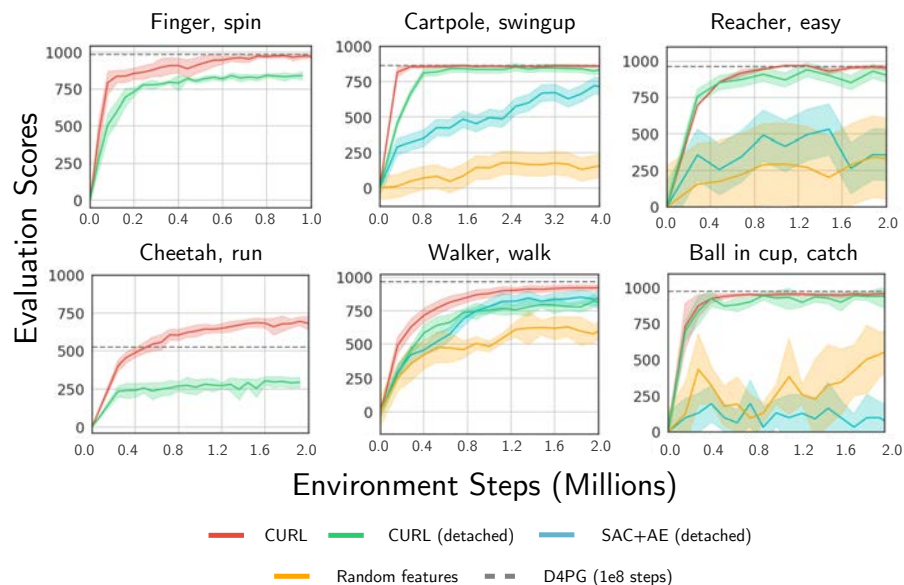 Finger, spin
Cartpole, swingup
Reacher, easy
1000
750
500
250
0
0.0 0.2 0.4 0.6 0.8 1.0
1000
750
500
250
0
0.0 0.8 1.6 2.4 3.2 4.0
1000
750
500
250
0
0.0 0.4 0.8 1.2 1.6 2.0
Evaluation Scores
Cheetah, run
Walker, walk
Ball in cup, catch
1000
750
500
250
0
0.0 0.4 0.8 1.2 1.6 2.0
1000
750
500
250
0
0.0 0.4 0.8 1.2 1.6 2.0
1000
750
500
250
0
0.0 0.4 0.8 1.2 1.6 2.0
Environment Steps (Millions)
CURL CURL (detached) SAC+AE (detached)
Random features D4PG (1e8 steps)